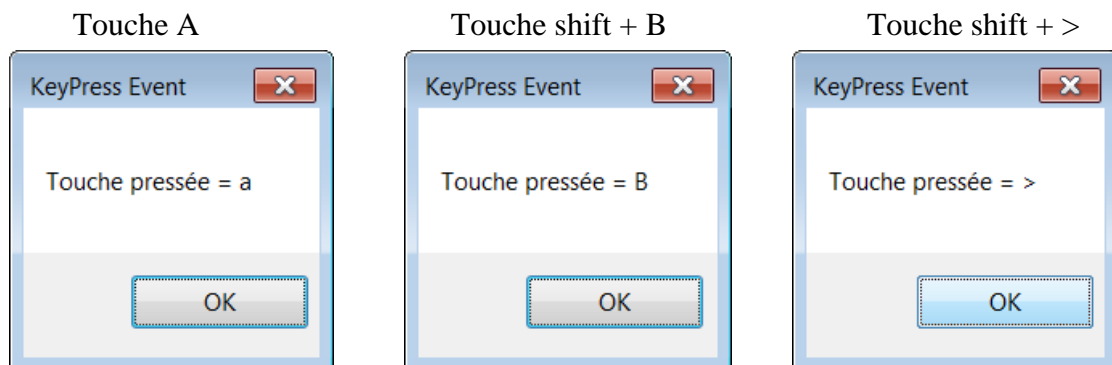 Touche A
Touche shift + B
Touche shift + >
KeyPress Event
KeyPress Event
KeyPress Event
Touche pressée = a
Touche pressée = B
Touche pressée = >
OK
OK
OK